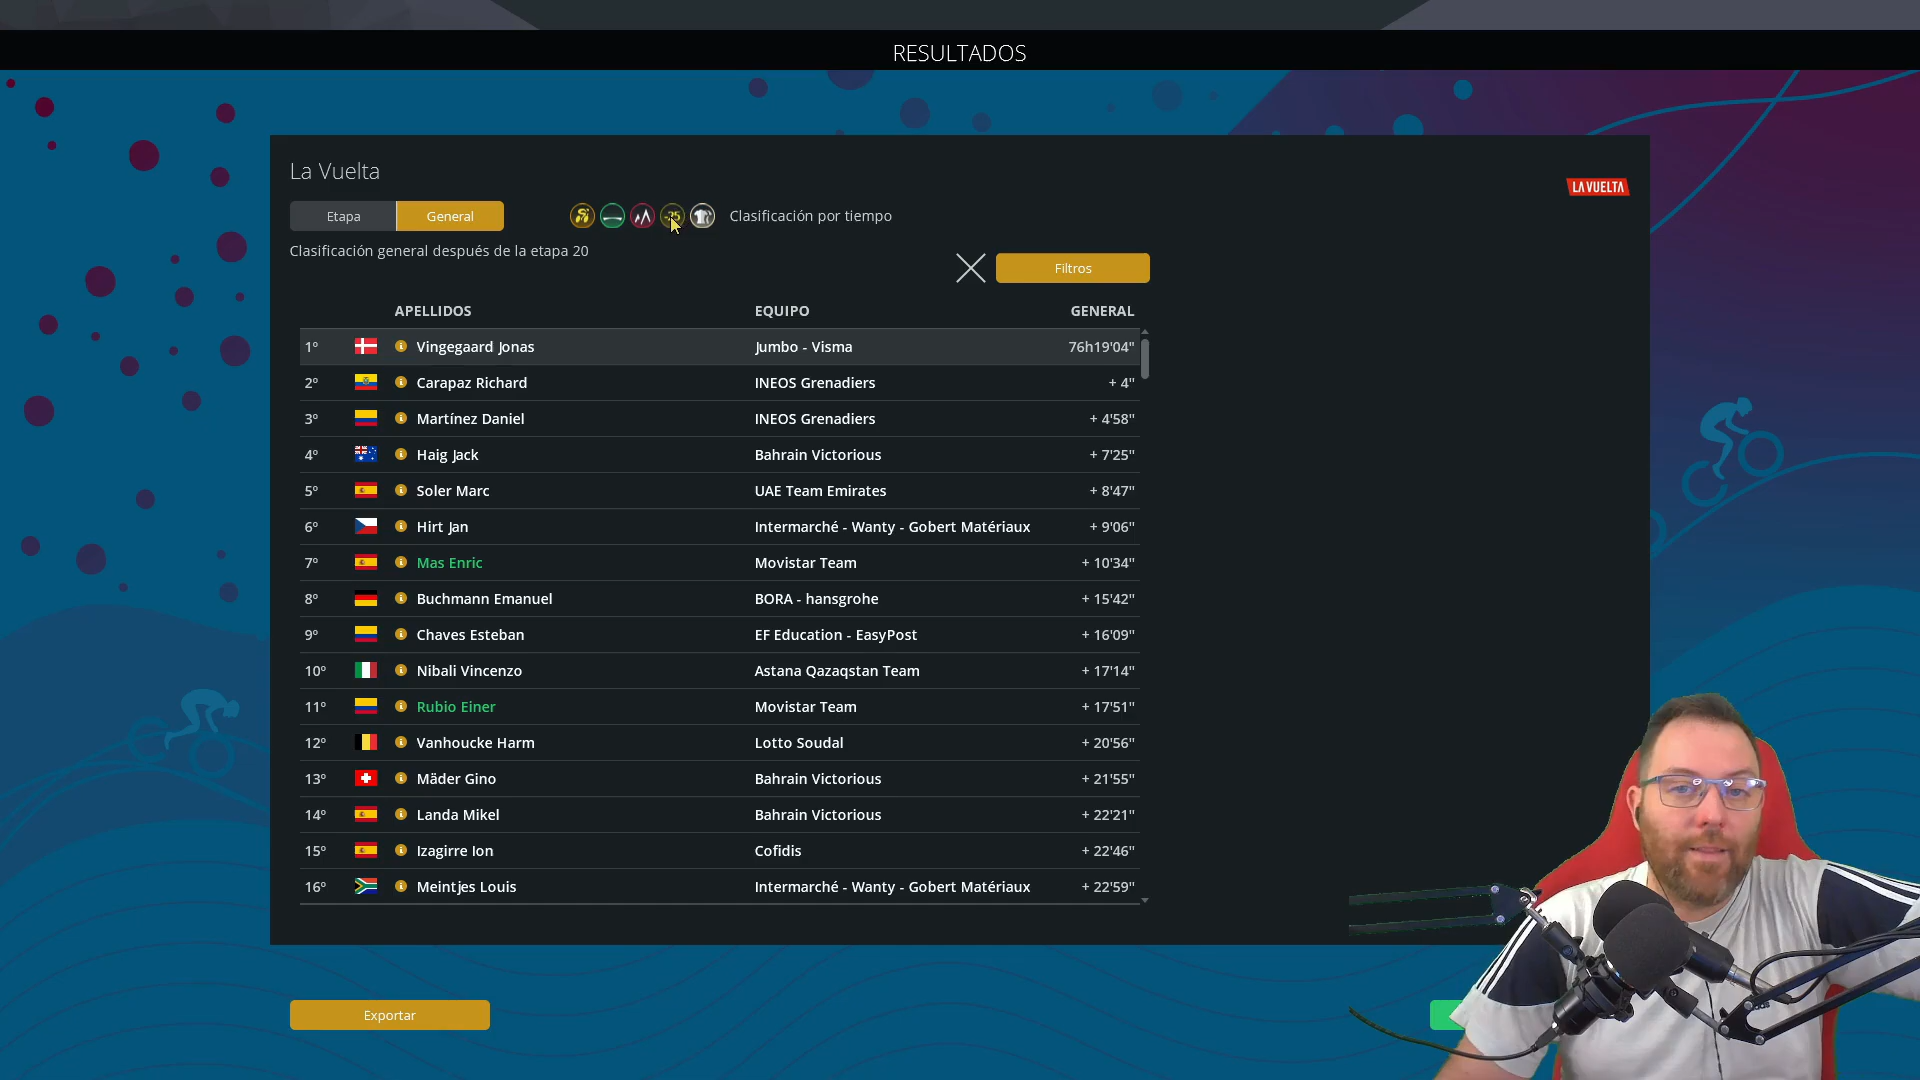 RESULTADOS
La Vuelta
LA VUELTA
Etapa General -25 Clasificación por tiempo
Clasificación general después de la etapa 20
Filtros
APELLIDOS EQUIPO GENERAL
1º Vingegaard Jonas Jumbo - Visma 76h19'04''
2º Carapaz Richard INEOS Grenadiers + 4''
3º Martínez Daniel INEOS Grenadiers + 4'58''
4º Haig Jack Bahrain Victorious + 7'25''
5º Soler Marc UAE Team Emirates + 8'47''
6º Hirt Jan Intermarché - Wanty - Gobert Matériaux + 9'06''
7º Mas Enric Movistar Team + 10'34''
8º Buchmann Emanuel BORA - hansgrohe + 15'42''
9º Chaves Esteban EF Education - EasyPost + 16'09''
10º Nibali Vincenzo Astana Qazaqstan Team + 17'14''
11º Rubio Einer Movistar Team + 17'51''
12º Vanhoucke Harm Lotto Soudal + 20'56''
13º Mäder Gino Bahrain Victorious + 21'55''
14º Landa Mikel Bahrain Victorious + 22'21''
15º Izagirre Ion Cofidis + 22'46''
16º Meintjes Louis Intermarché - Wanty - Gobert Matériaux + 22'59''
Exportar